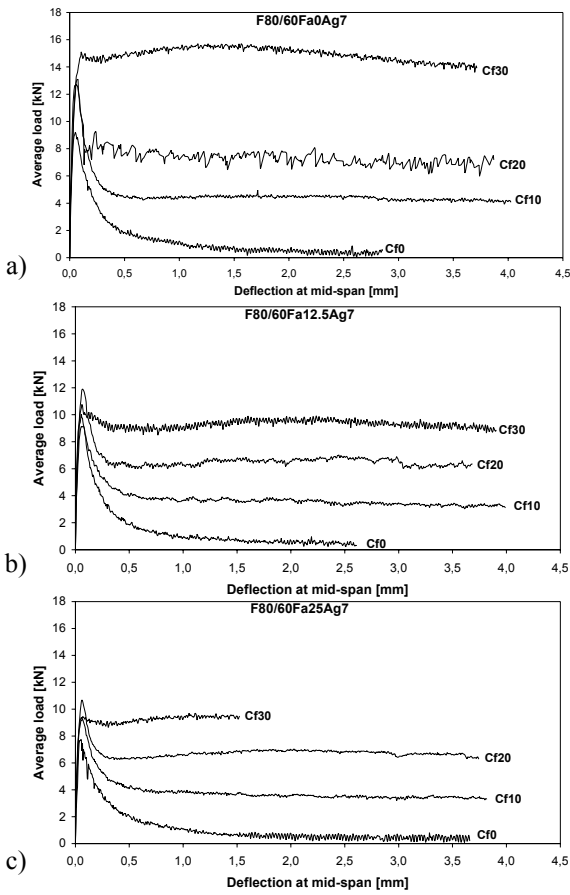 F80/60Fa0Ag7
18
16
14
12
10
8
6
4
2
0
Average load [kN]
Cf30
Cf20
Cf10
Cf0
0,0 0,5 1,0 1,5 2,0 2,5 3,0 3,5 4,0 4,5
Deflection at mid-span [mm]
a)
F80/60Fa12.5Ag7
18
16
14
12
10
8
6
4
2
0
Average load [kN]
Cf30
Cf20
Cf10
Cf0
0,0 0,5 1,0 1,5 2,0 2,5 3,0 3,5 4,0 4,5
Deflection at mid-span [mm]
b)
F80/60Fa25Ag7
18
16
14
12
10
8
6
4
2
0
Average load [kN]
Cf30
Cf20
Cf10
Cf0
0,0 0,5 1,0 1,5 2,0 2,5 3,0 3,5 4,0 4,5
Deflection at mid-span [mm]
c)